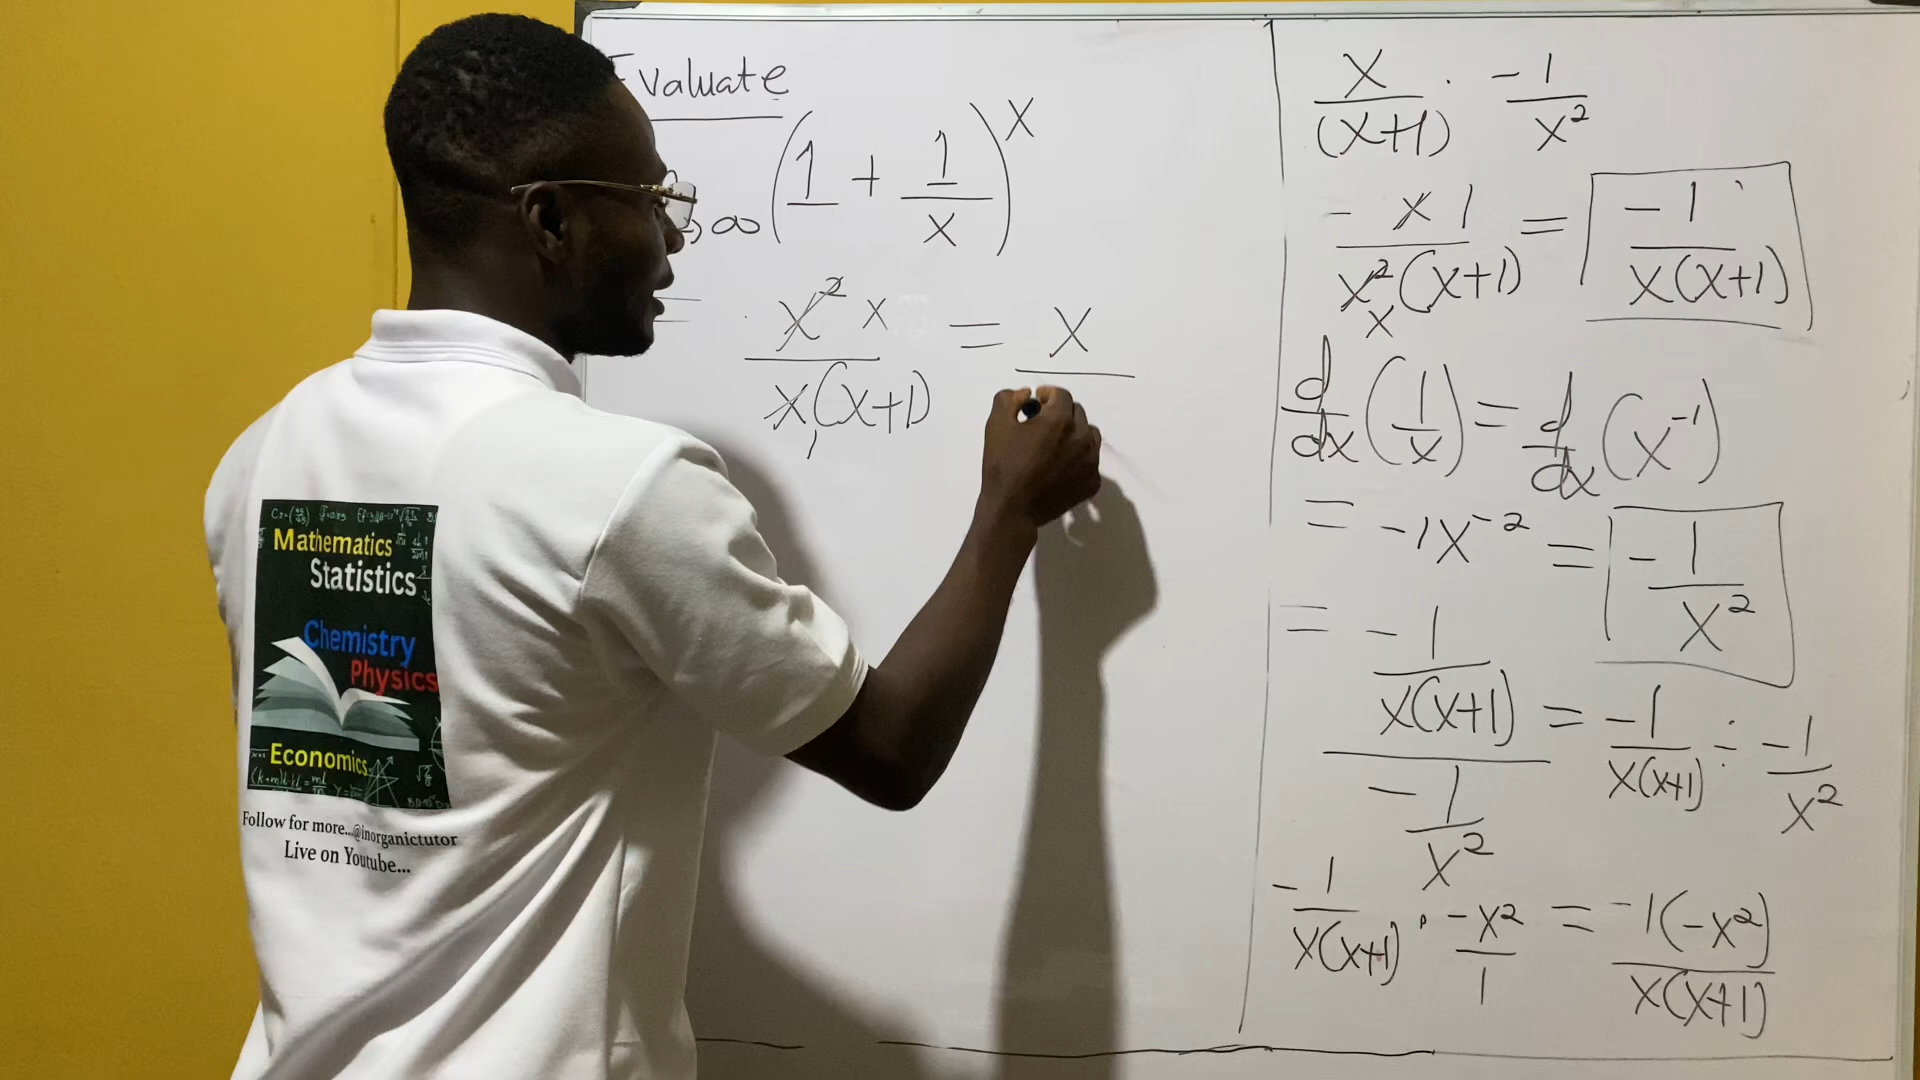 Evaluate
→∞ (1 + 1/x)^x
= x² x / x(x+1) 1 = x
x/(x+1) · -1/x²
- x 1 / x²(x+1) x = -1/x(x+1)
d/dx (1/x) = d/dx (x⁻¹)
= -1x⁻² = -1/x²
= -1/x(x+1) / -1/x² = -1/x(x+1) ÷ -1/x²
-1/x(x+1) · -x²/1 = -1(-x²)/x(x+1)
Mathematics
Statistics
Chemistry
Physics
Economics
Follow for more...@inorganictutor
Live on Youtube...